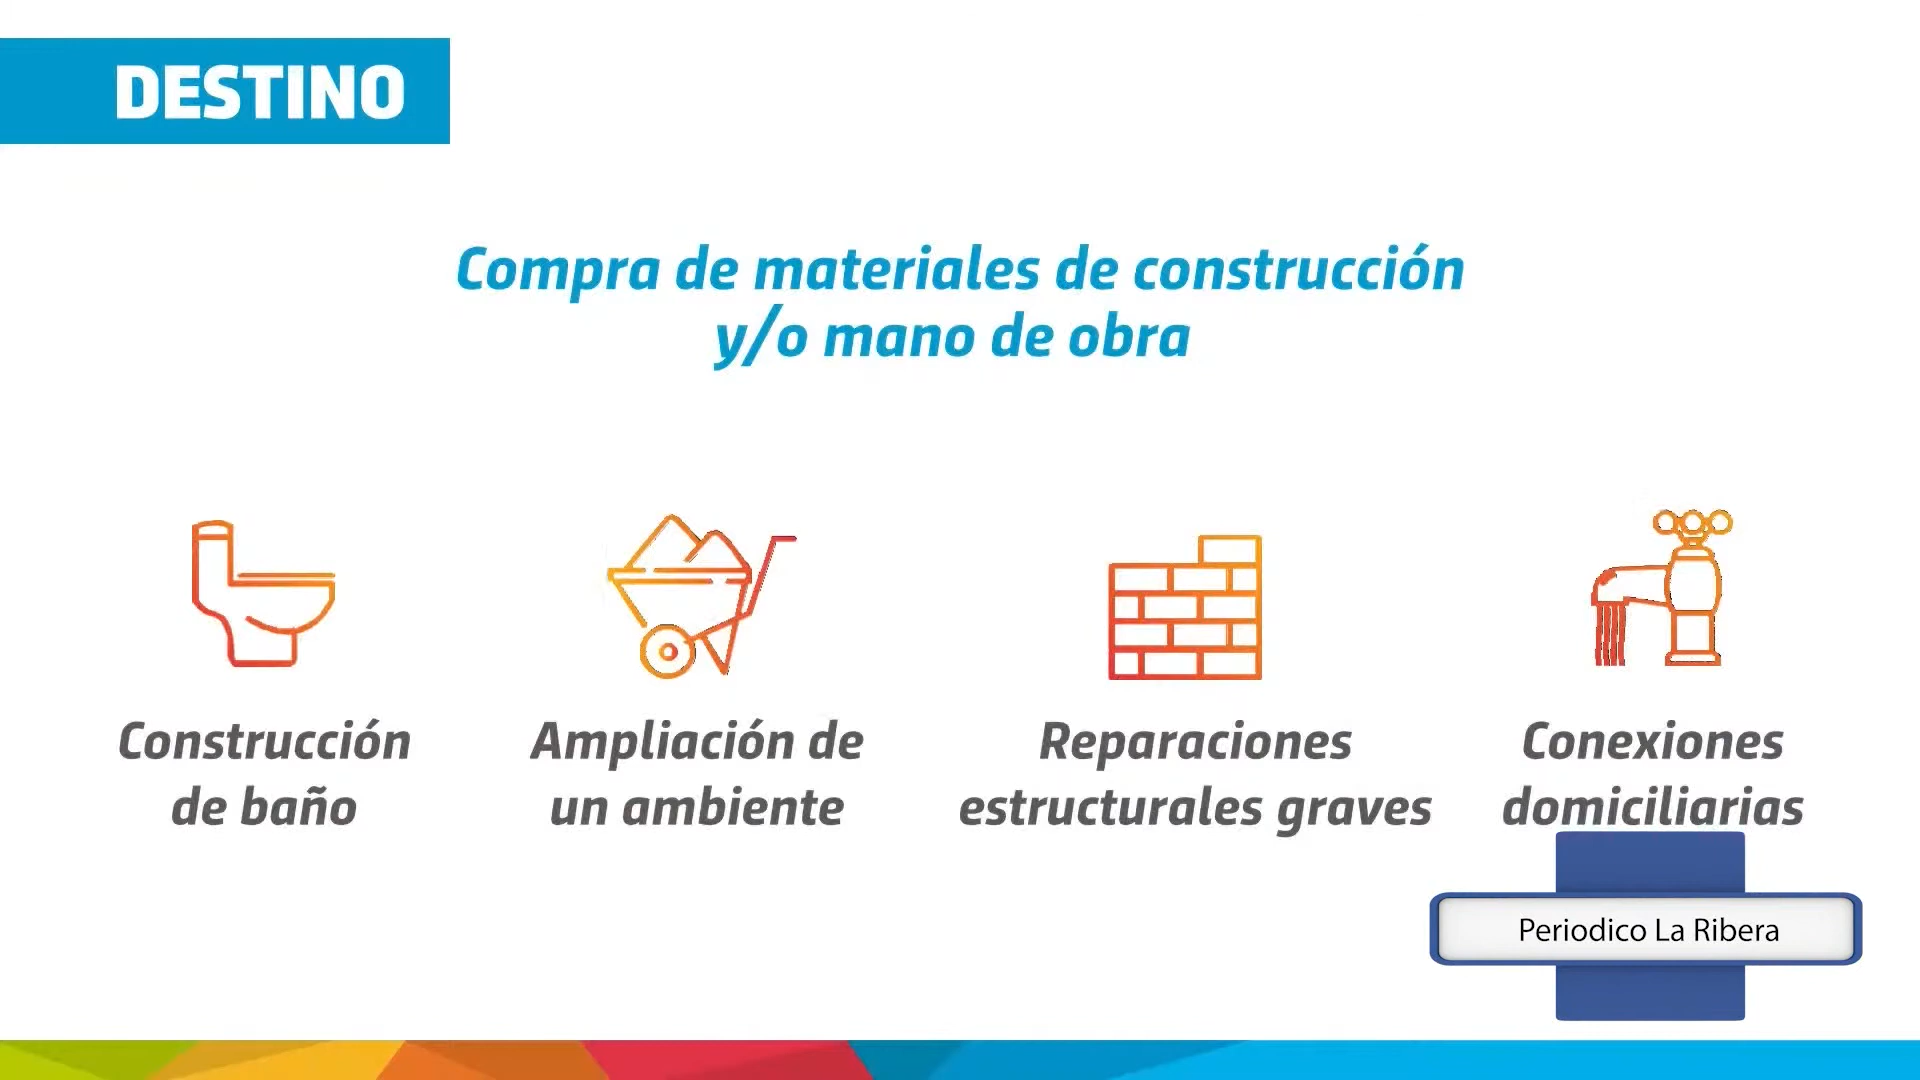 DESTINO
Compra de materiales de construcción
y/o mano de obra
Construcción
de baño
Ampliación de
un ambiente
Reparaciones
estructurales graves
Conexiones
domiciliarias
Periodico La Ribera